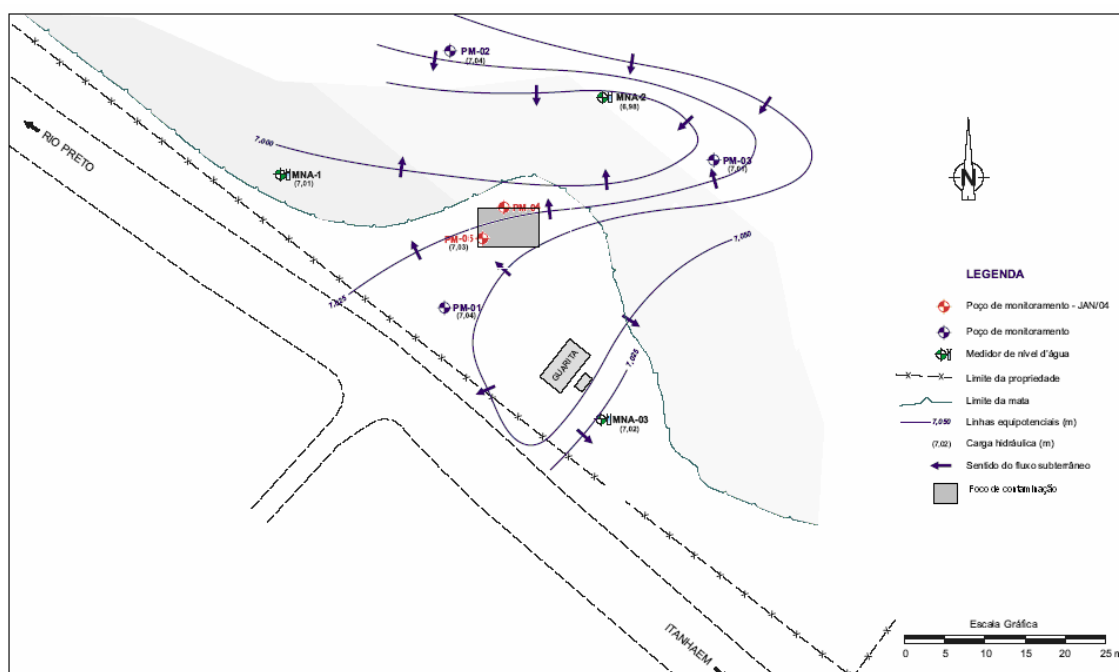 PM-02
(7,04)
MNA-2
(6,98)
RIO PRETO
7,000
MNA-1
(7,01)
PM-03
(7,01)
PM-04
PM-05
(7,03)
7,025
PM-01
(7,04)
7,050
GUARITA
7,025
MNA-03
(7,02)
ITANHAEM
N
LEGENDA
Poço de monitoramento - JAN/04
Poço de monitoramento
Medidor de nível d'água
Limite da propriedade
Limite da mata
7,050 Linhas equipotenciais (m)
(7,02) Carga hidráulica (m)
Sentido do fluxo subterrâneo
Foco de contaminação
Escala Gráfica
0 5 10 15 20 25 m